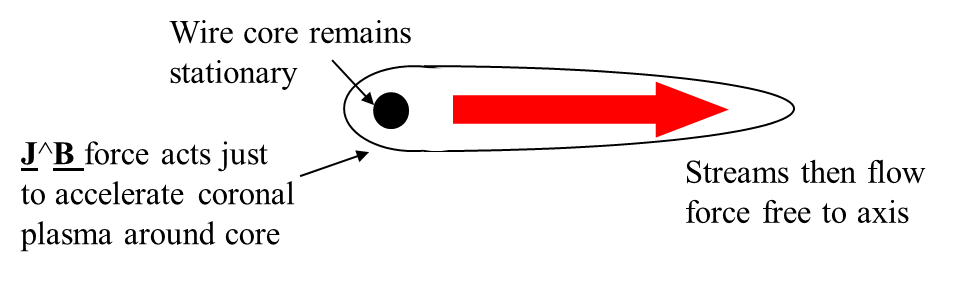 Wire core remains
stationary
J^B force acts just
to accelerate coronal
plasma around core
Streams then flow
force free to axis